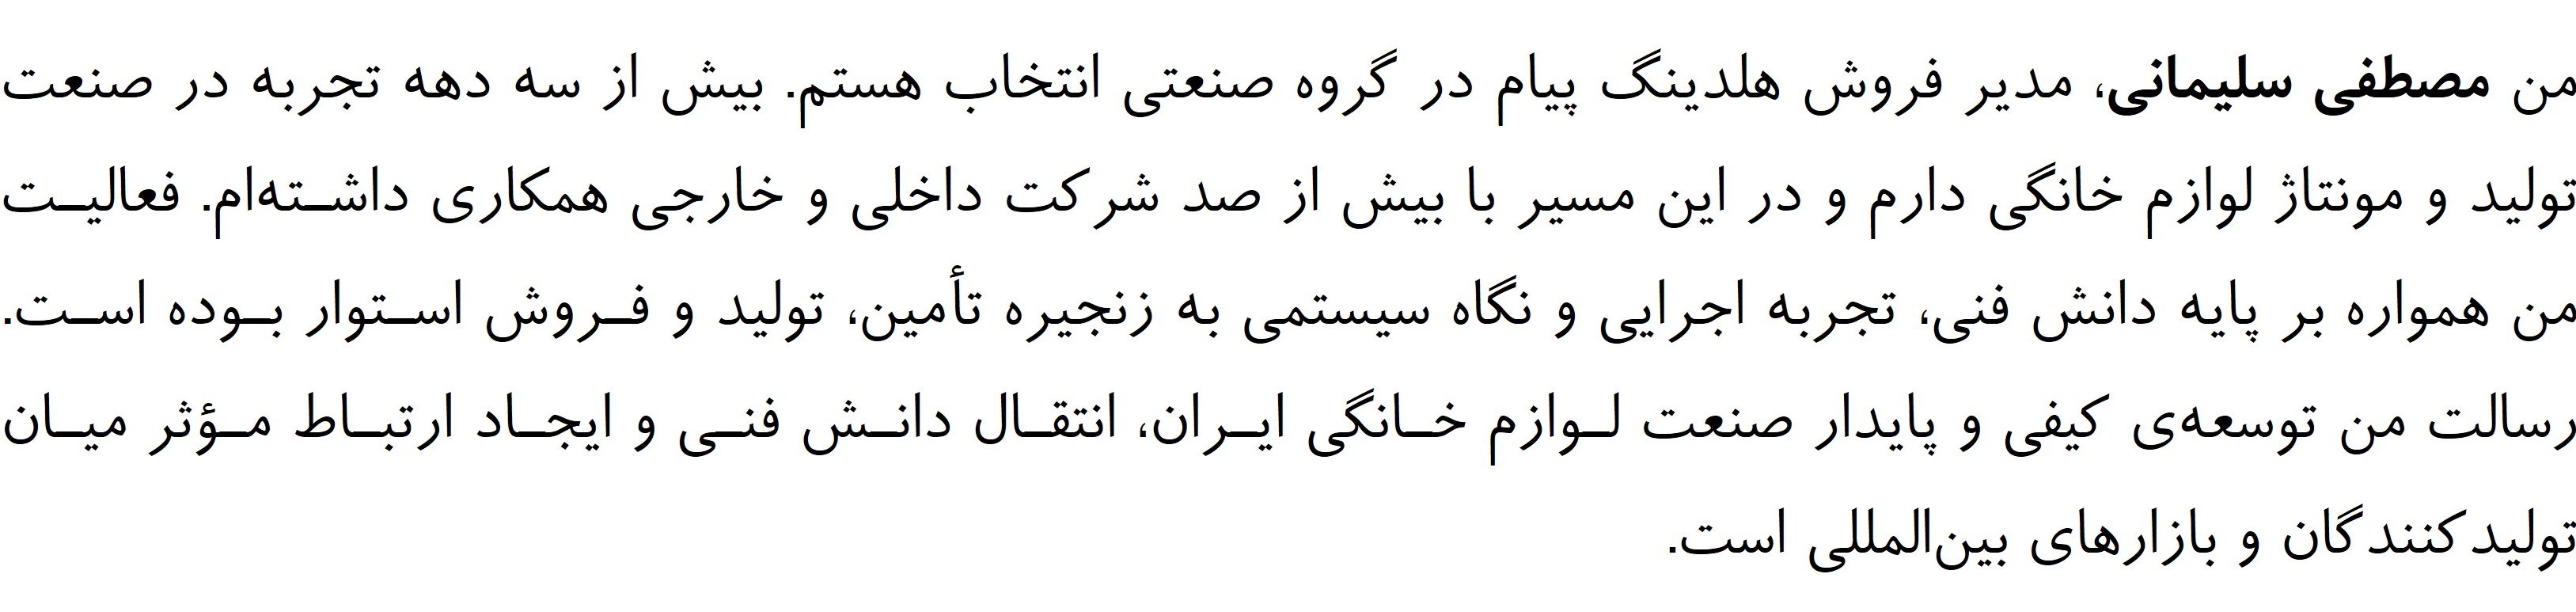 من مصطفی سلیمانی، مدیر فروش هلدینگ پیام در گروه صنعتی انتخاب هستم. بیش از سه دهه تجربه در صنعت
تولید و مونتاژ لوازم خانگی دارم و در این مسیر با بیش از صد شرکت داخلی و خارجی همکاری داشته‌ام. فعالیت
من همواره بر پایه دانش فنی، تجربه اجرایی و نگاه سیستمی به زنجیره تأمین، تولید و فروش استوار بوده است.
رسالت من توسعه‌ی کیفی و پایدار صنعت لوازم خانگی ایران، انتقال دانش فنی و ایجاد ارتباط مؤثر میان
تولیدکنندگان و بازارهای بین‌المللی است.